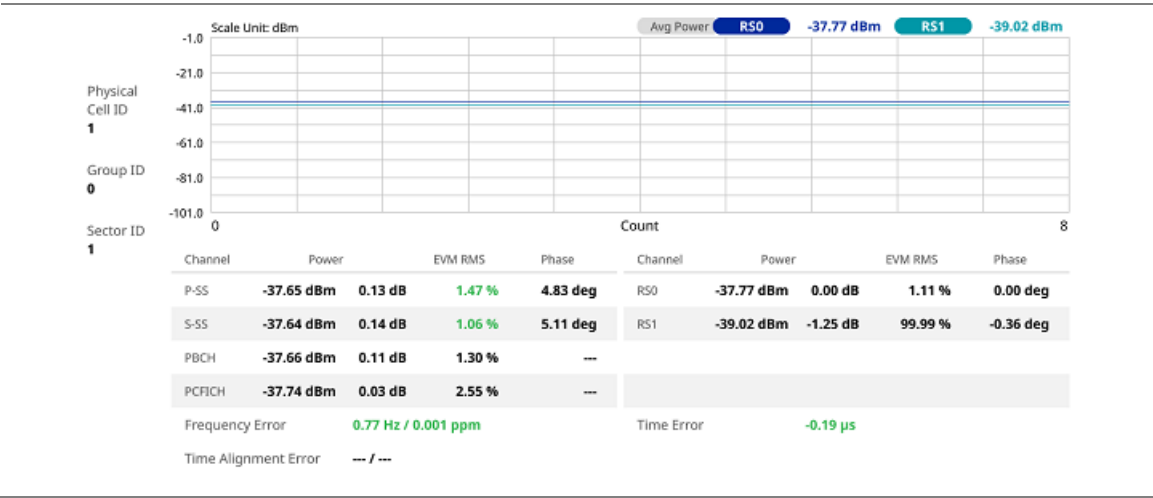 Scale Unit: dBm
Avg Power RS0 -37.77 dBm RS1 -39.02 dBm
-1.0
-21.0
-41.0
-61.0
-81.0
-101.0
0 Count 8
Physical
Cell ID
1
Group ID
0
Sector ID
1
Channel Power EVM RMS Phase Channel Power EVM RMS Phase
P-SS -37.65 dBm 0.13 dB 1.47 % 4.83 deg RS0 -37.77 dBm 0.00 dB 1.11 % 0.00 deg
S-SS -37.64 dBm 0.14 dB 1.06 % 5.11 deg RS1 -39.02 dBm -1.25 dB 99.99 % -0.36 deg
PBCH -37.66 dBm 0.11 dB 1.30 % ---
PCFICH -37.74 dBm 0.03 dB 2.55 % ---
Frequency Error 0.77 Hz / 0.001 ppm Time Error -0.19 µs
Time Alignment Error --- / ---